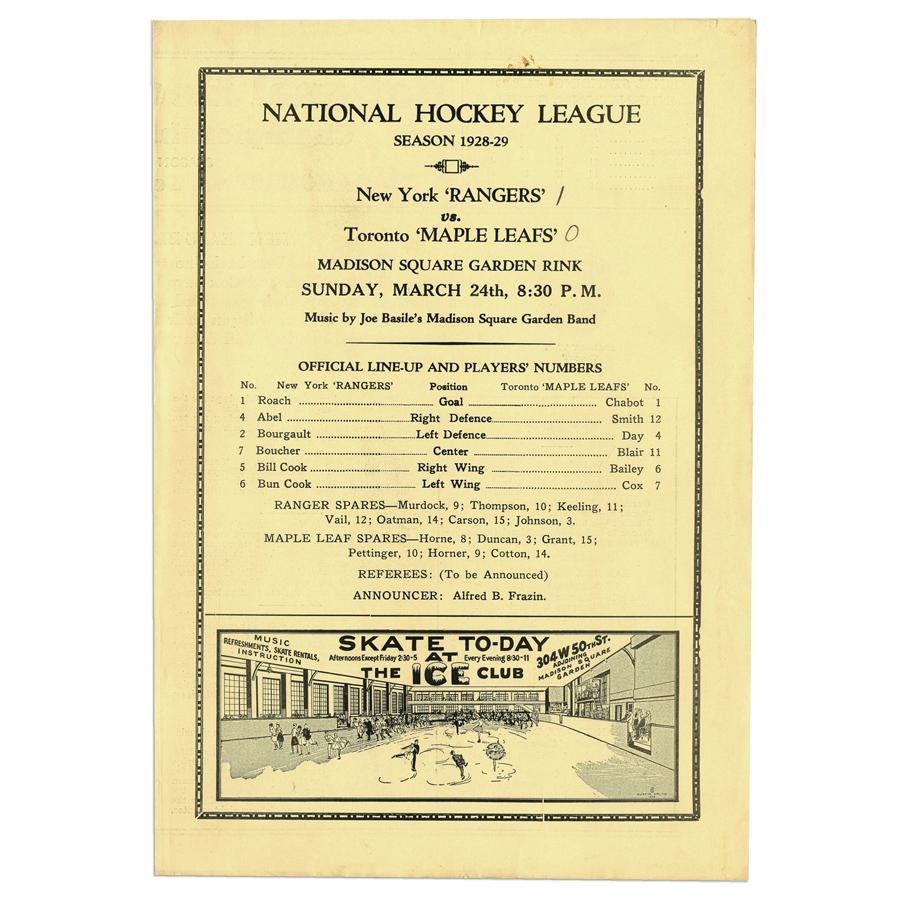 NATIONAL HOCKEY LEAGUE
SEASON 1928-29
New York 'RANGERS' 1
vs.
Toronto 'MAPLE LEAFS' 0
MADISON SQUARE GARDEN RINK
SUNDAY, MARCH 24th, 8:30 P. M.
Music by Joe Basile's Madison Square Garden Band
OFFICIAL LINE-UP AND PLAYERS' NUMBERS
No. New York 'RANGERS' Position Toronto 'MAPLE LEAFS' No.
1 Roach Goal Chabot 1
4 Abel Right Defence Smith 12
2 Bourgault Left Defence Day 4
7 Boucher Center Blair 11
5 Bill Cook Right Wing Bailey 6
6 Bun Cook Left Wing Cox 7
RANGER SPARES—Murdock, 9; Thompson, 10; Keeling, 11;
Vail, 12; Oatman, 14; Carson, 15; Johnson, 3.
MAPLE LEAF SPARES—Horne, 8; Duncan, 3; Grant, 15;
Pettinger, 10; Horner, 9; Cotton, 14.
REFEREES: (To be Announced)
ANNOUNCER: Alfred B. Frazin.
MUSIC
REFRESHMENTS, SKATE RENTALS,
INSTRUCTION
SKATE TO-DAY
Afternoons Except Friday 2:30-5 AT Every Evening 8:30-11
THE ICE CLUB
304 W 50TH ST.
ADJOINING
MADISON SQUARE
GARDEN